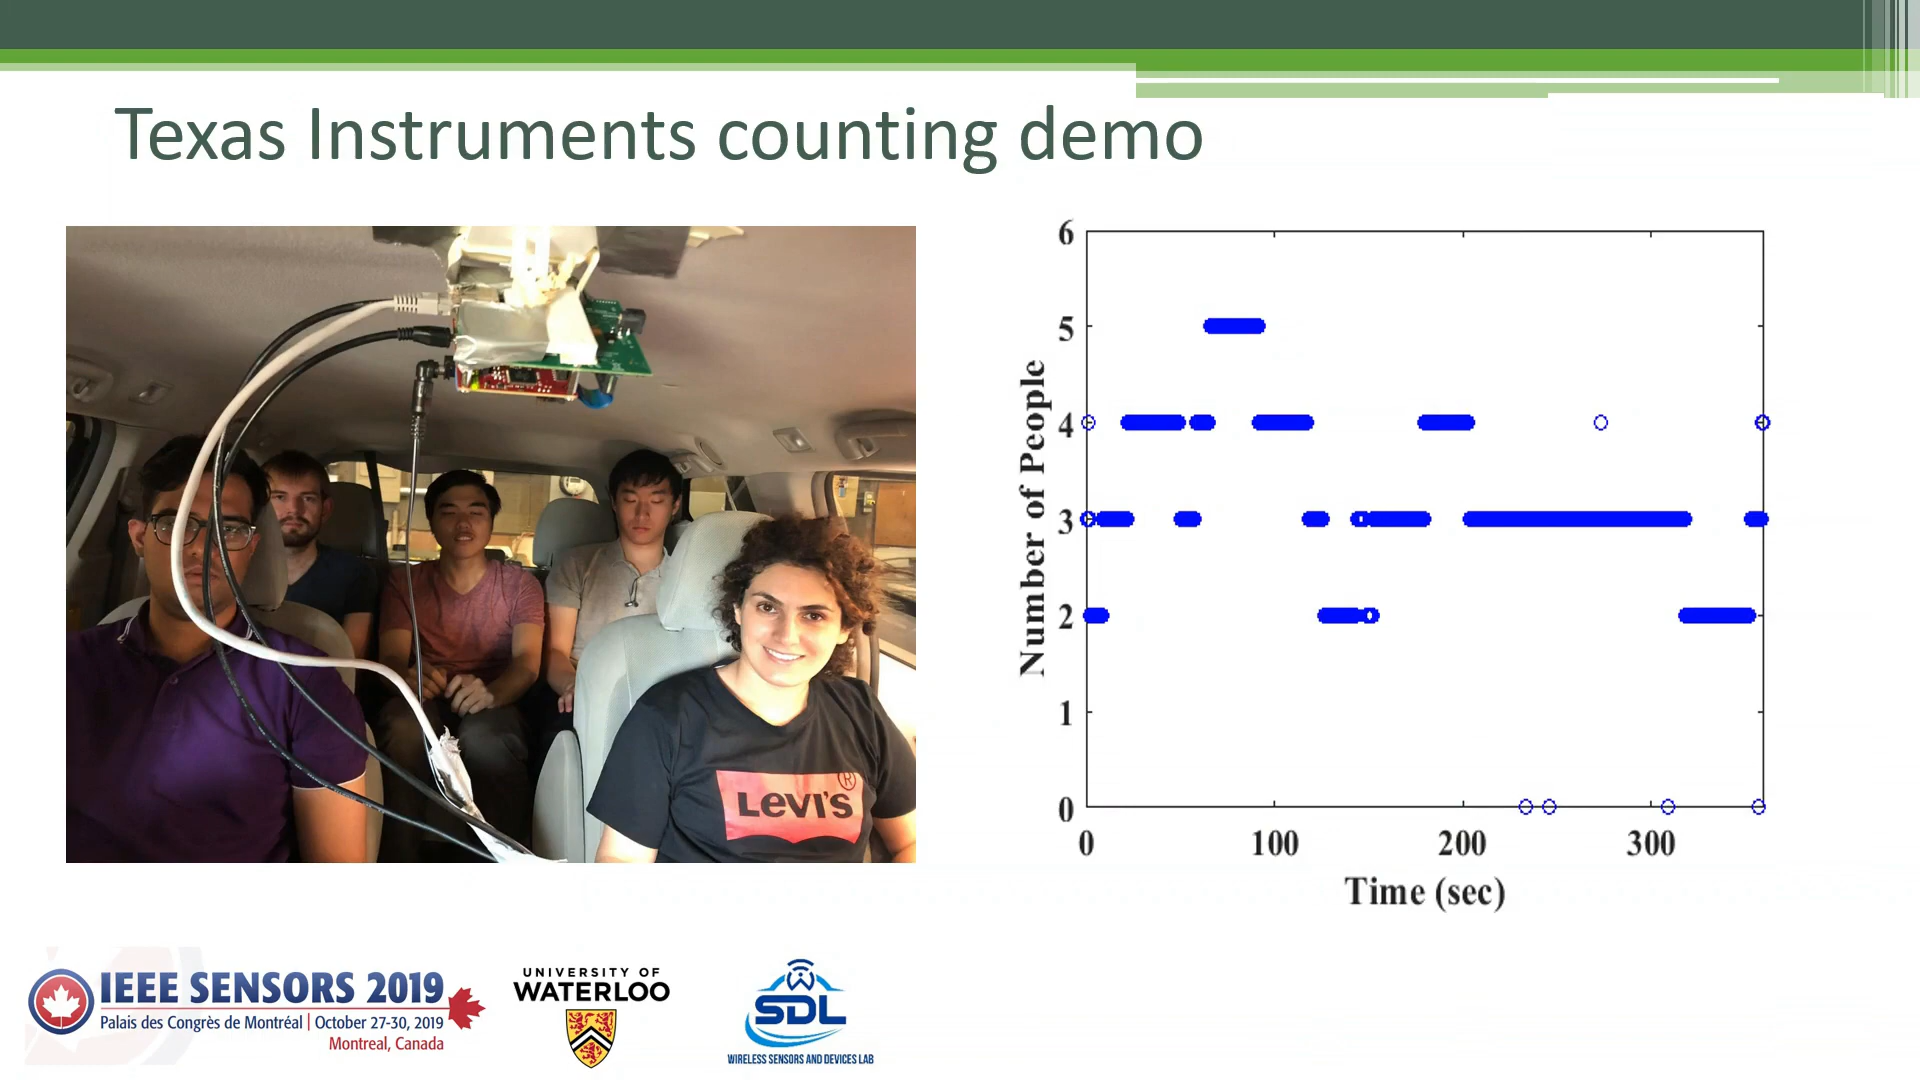 Texas Instruments counting demo
LEVI'S ®
6
5
4
3
2
1
0
Number of People
0 100 200 300
Time (sec)
IEEE SENSORS 2019
Palais des Congrès de Montréal | October 27-30, 2019
Montreal, Canada
UNIVERSITY OF
WATERLOO
SDL
WIRELESS SENSORS AND DEVICES LAB